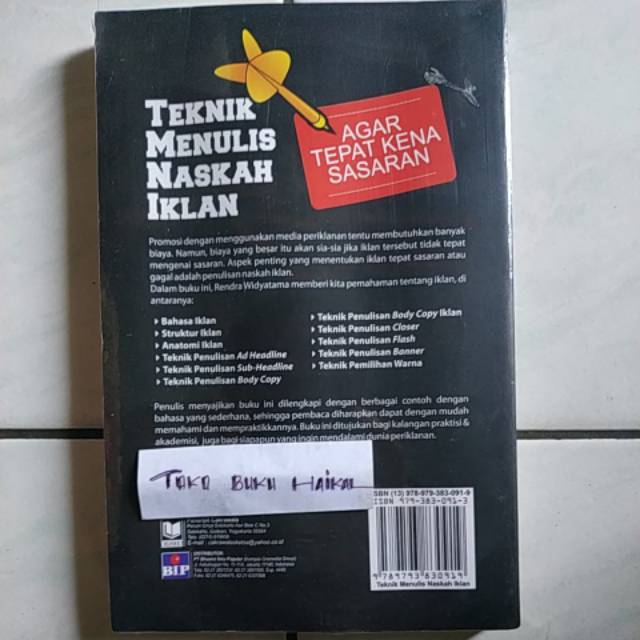 TEKNIK
MENULIS
NASKAH
IKLAN
AGAR
TEPAT KENA
SASARAN
Promosi dengan menggunakan media periklanan tentu membutuhkan banyak
biaya. Namun, biaya yang besar itu akan sia-sia jika iklan tersebut tidak tepat
mengenai sasaran. Aspek penting yang menentukan iklan tepat sasaran atau
gagal adalah penulisan naskah iklan.
Dalam buku ini, Rendra Widyatama memberi kita pemahaman tentang iklan, di
antaranya:
Bahasa Iklan
Struktur Iklan
Anatomi Iklan
Teknik Penulisan Ad Headline
Teknik Penulisan Sub-Headline
Teknik Penulisan Body Copy
Teknik Penulisan Body Copy Iklan
Teknik Penulisan Closer
Teknik Penulisan Flash
Teknik Penulisan Banner
Teknik Pemilihan Warna
Penulis menyajikan buku ini dilengkapi dengan berbagai contoh dengan
bahasa yang sederhana, sehingga pembaca diharapkan dapat dengan mudah
memahami dan mempraktikkannya. Buku ini ditujukan bagi kalangan praktisi &
akademisi, juga bagi siapapun yang ingin mendalami dunia periklanan.
TOKO BUKU HAIKAL
ISBN (13) 978-979-383-091-9
ISBN 979-383-091-3
9 789793 830919
Teknik Menulis Naskah Iklan
BIP
DISTRIBUTOR: